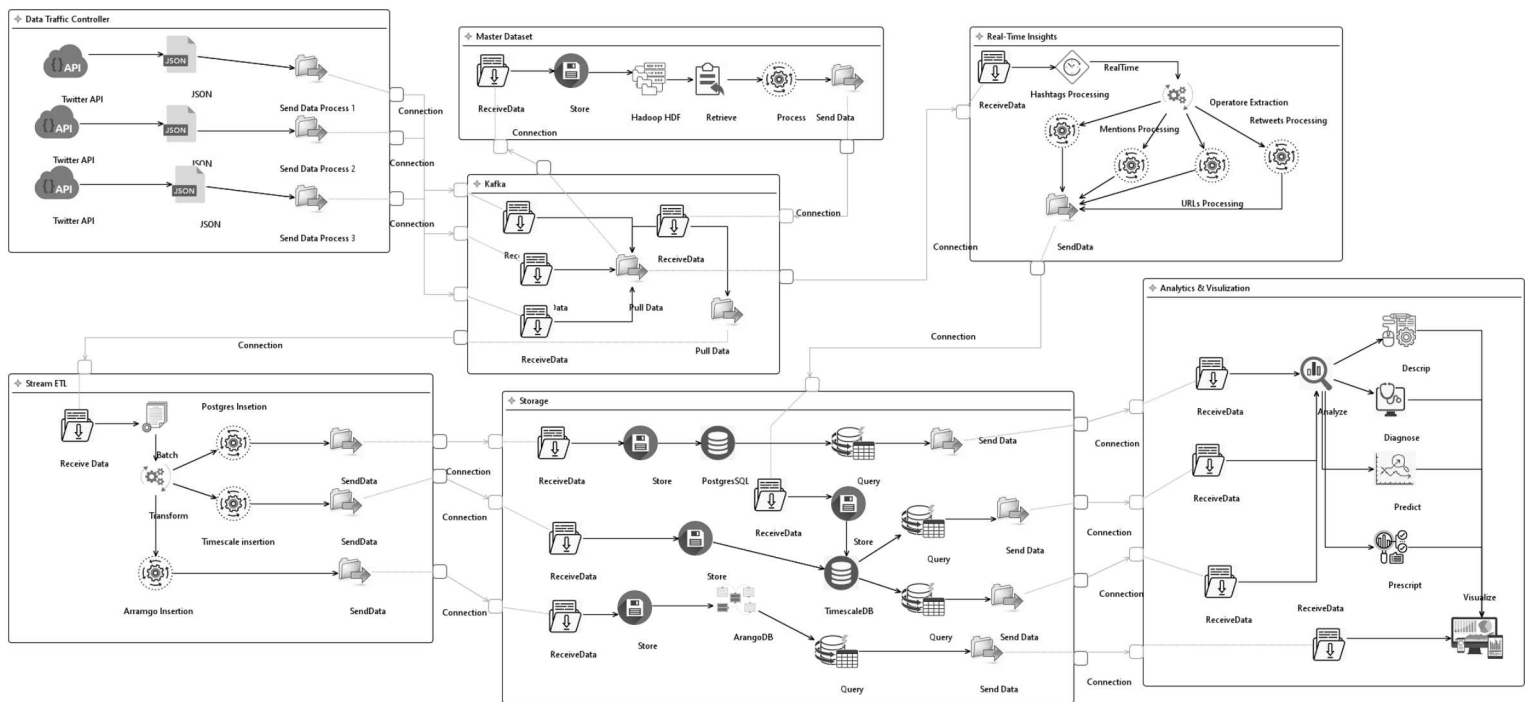 Data Traffic Controller
{} API
JSON
Twitter API
JSON
Send Data Process 1
{} API
JSON
Twitter API
JSON
Send Data Process 2
{} API
JSON
Twitter API
JSON
Send Data Process 3
Connection
Connection
Connection
Master Dataset
ReceiveData
Store
Hadoop HDF
Retrieve
Process
Send Data
Connection
Connection
Kafka
ReceiveData
Pull Data
ReceiveData
Pull Data
Connection
Connection
Real-Time Insights
ReceiveData
RealTime
Hashtags Processing
Operatore Extraction
Mentions Processing
Retweets Processing
URLs Processing
SendData
Connection
Stream ETL
Receive Data
Batch
Postgres Insetion
Transform
Timescale insertion
Arramgo Insertion
SendData
SendData
SendData
Connection
Connection
Connection
Storage
ReceiveData
Store
PostgresSQL
Query
Send Data
ReceiveData
Store
ReceiveData
Store
TimescaleDB
Query
Send Data
Query
Send Data
ReceiveData
Store
ArangoDB
Query
Send Data
Connection
Connection
Connection
Connection
Analytics & Visulization
ReceiveData
Analyze
Descrip
Diagnose
ReceiveData
Predict
Prescript
ReceiveData
ReceiveData
Visualize